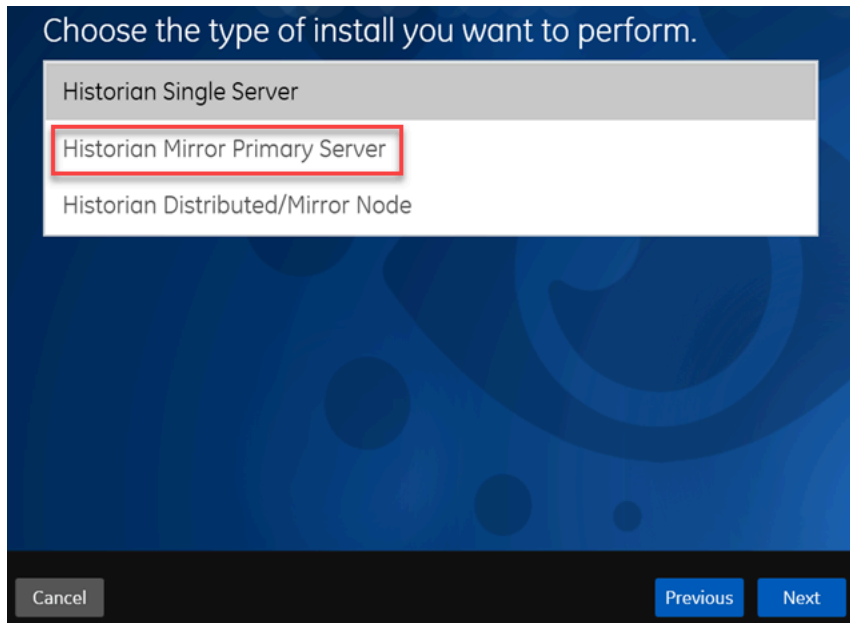 Choose the type of install you want to perform.
Historian Single Server
Historian Mirror Primary Server
Historian Distributed/Mirror Node
Cancel
Previous
Next